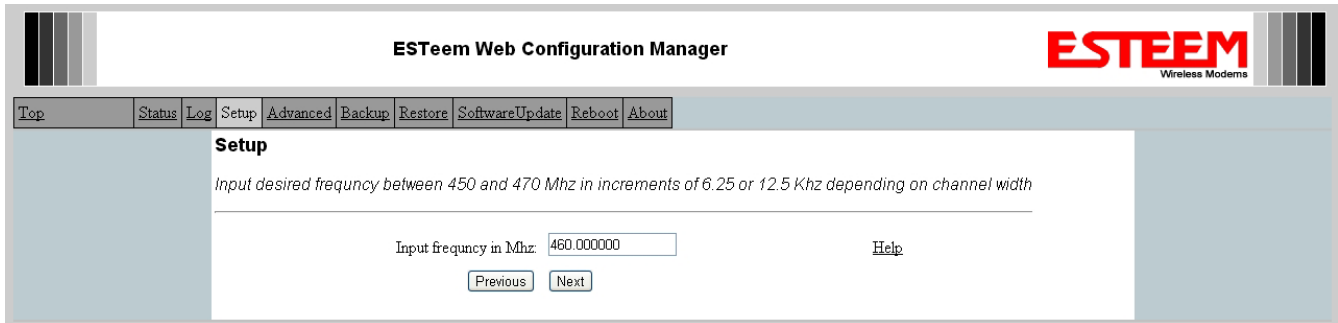 ESTeem Web Configuration Manager
ESTEEM
Wireless Modems
Top Status Log Setup Advanced Backup Restore SoftwareUpdate Reboot About
Setup
Input desired frequncy between 450 and 470 Mhz in increments of 6.25 or 12.5 Khz depending on channel width
Input frequncy in Mhz: 460.000000 Help
Previous Next